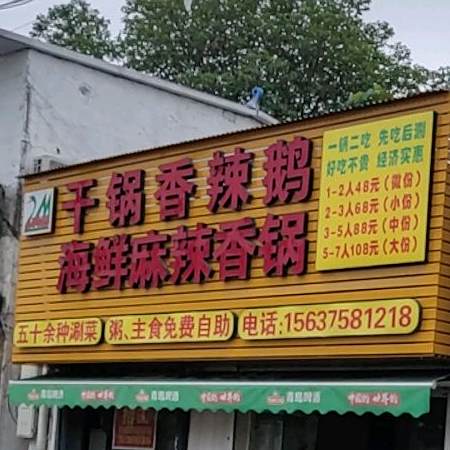 干锅香辣鹅
海鲜麻辣香锅
一锅二吃 先吃后涮
好吃不贵 经济实惠
1-2人48元(微份)
2-3人68元(小份)
3-5人88元(中份)
5-7人108元(大份)
五十余种涮菜
粥、主食免费自助
电话:15637581218
青岛啤酒
青岛啤酒